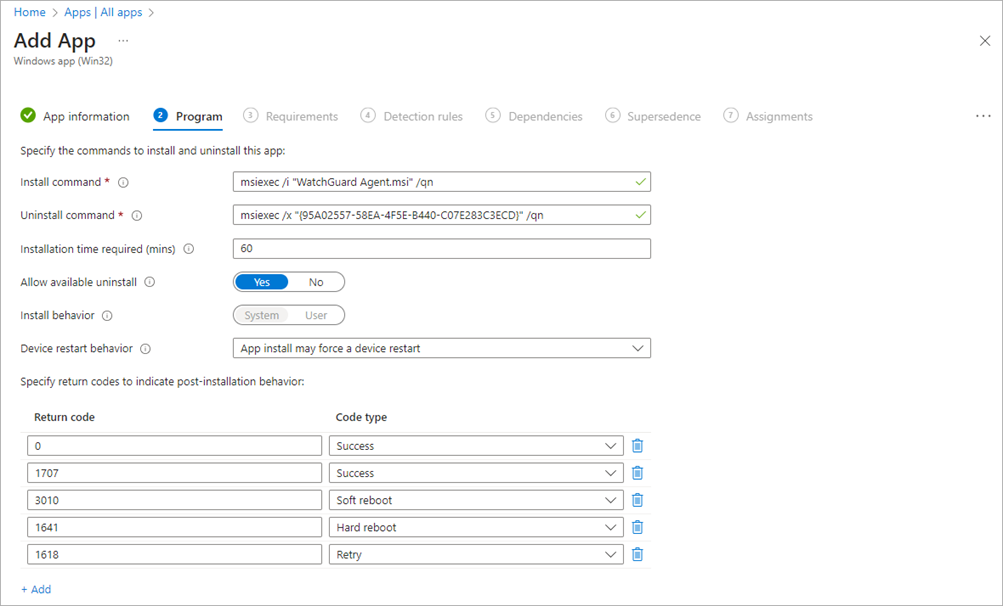 Home > Apps | All apps >
Add App ...
Windows app (Win32)
App information 2 Program 3 Requirements 4 Detection rules 5 Dependencies 6 Supersedence 7 Assignments ...
Specify the commands to install and uninstall this app:
Install command * msiexec /i "WatchGuard Agent.msi" /qn
Uninstall command * msiexec /x "{95A02557-58EA-4F5E-B440-C07E283C3ECD}" /qn
Installation time required (mins) 60
Allow available uninstall Yes No
Install behavior System User
Device restart behavior App install may force a device restart
Specify return codes to indicate post-installation behavior:
Return code Code type
0 Success
1707 Success
3010 Soft reboot
1641 Hard reboot
1618 Retry
+ Add